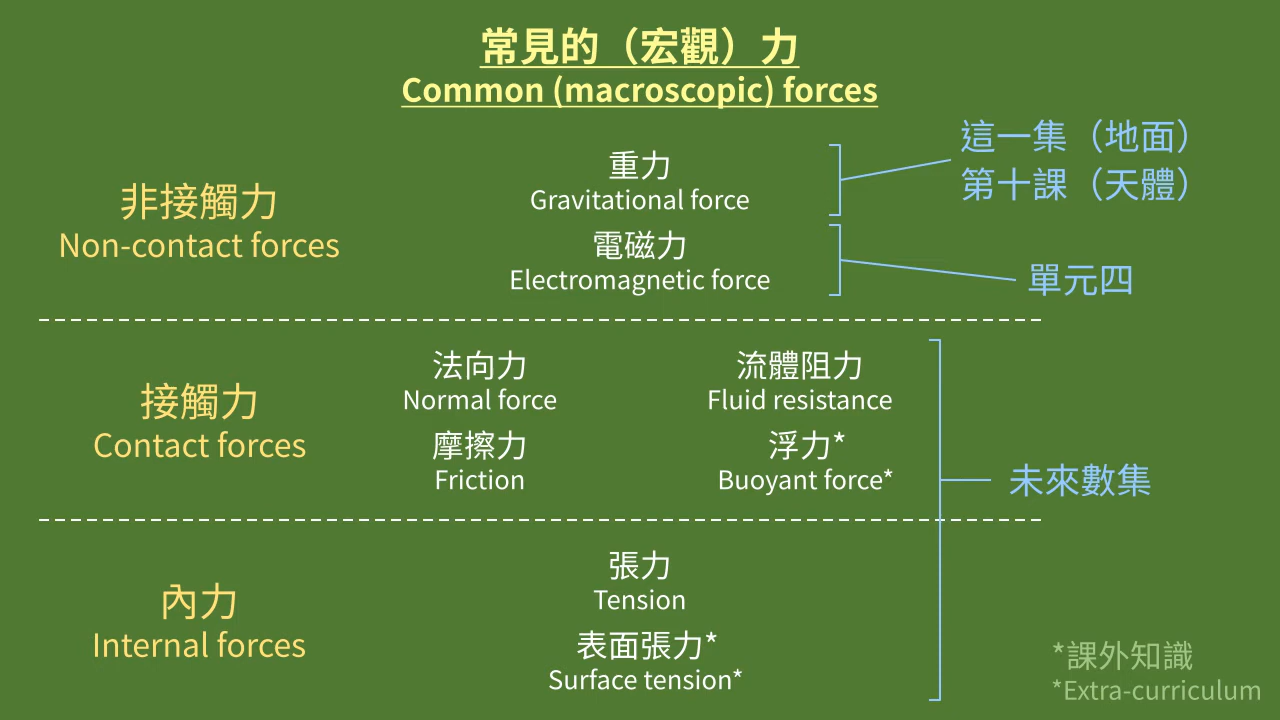 常見的（宏觀）力
Common (macroscopic) forces
非接觸力
Non-contact forces
重力
Gravitational force
電磁力
Electromagnetic force
這一集（地面）
第十課（天體）
單元四
接觸力
Contact forces
法向力
Normal force
摩擦力
Friction
流體阻力
Fluid resistance
浮力*
Buoyant force*
未來數集
內力
Internal forces
張力
Tension
表面張力*
Surface tension*
*課外知識
*Extra-curriculum